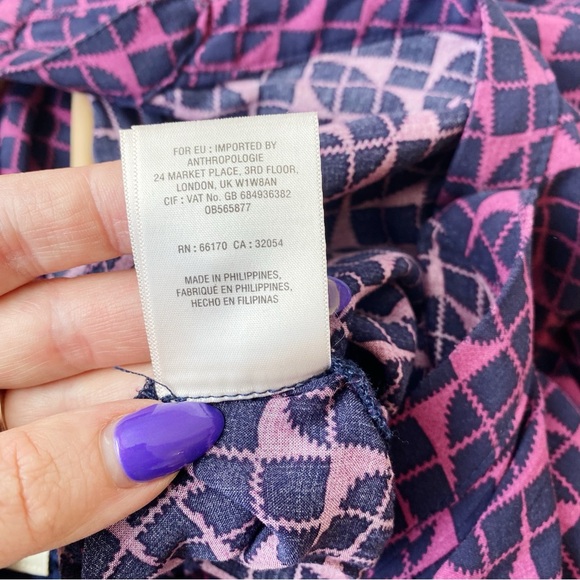 FOR EU : IMPORTED BY
ANTHROPOLOGIE
24 MARKET PLACE, 3RD FLOOR,
LONDON, UK W1W8AN
CIF : VAT No. GB 684936382
OB565877
RN : 66170 CA : 32054
MADE IN PHILIPPINES,
FABRIQUÉ EN PHILIPPINES,
HECHO EN FILIPINAS